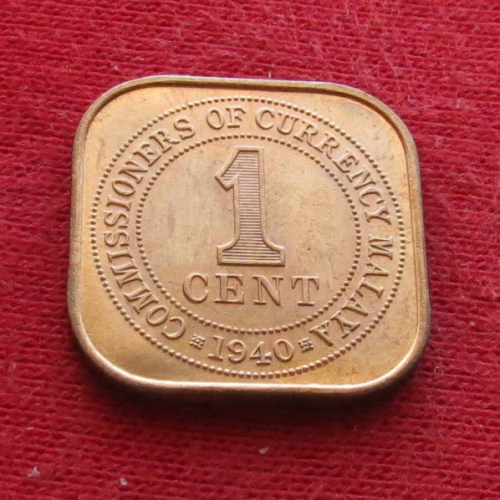 COMMISSIONERS OF CURRENCY MALAYA
1
CENT
1940